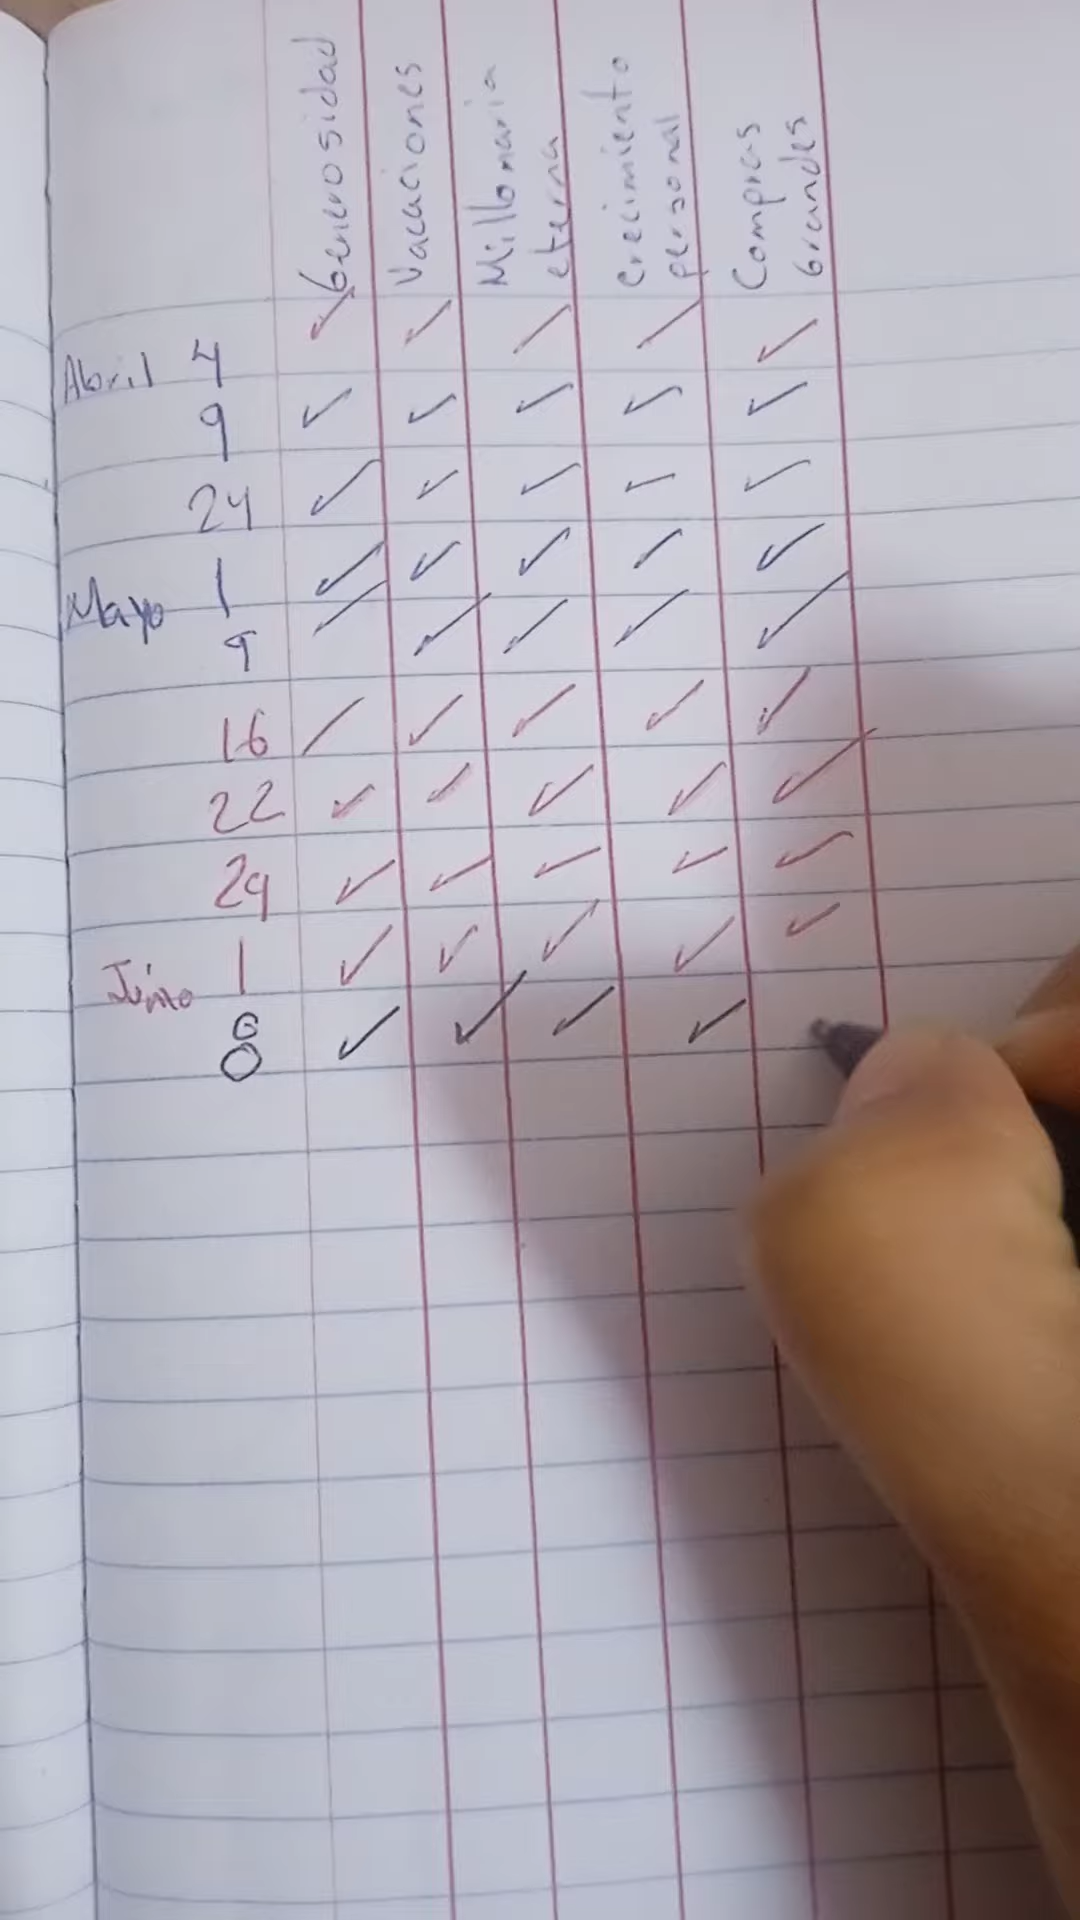 Generosidad
Vacaciones
Millonaria
eterna
Crecimiento
personal
Compras
Grandes
Abril 4 ✓ ✓ ✓ ✓ ✓
9 ✓ ✓ ✓ ✓ ✓
24 ✓ ✓ ✓ ✓ ✓
Mayo 1 ✓ ✓ ✓ ✓ ✓
9 ✓ ✓ ✓ ✓ ✓
16 ✓ ✓ ✓ ✓ ✓
22 ✓ ✓ ✓ ✓ ✓
29 ✓ ✓ ✓ ✓ ✓
Junio 1 ✓ ✓ ✓ ✓ ✓
8 ✓ ✓ ✓ ✓